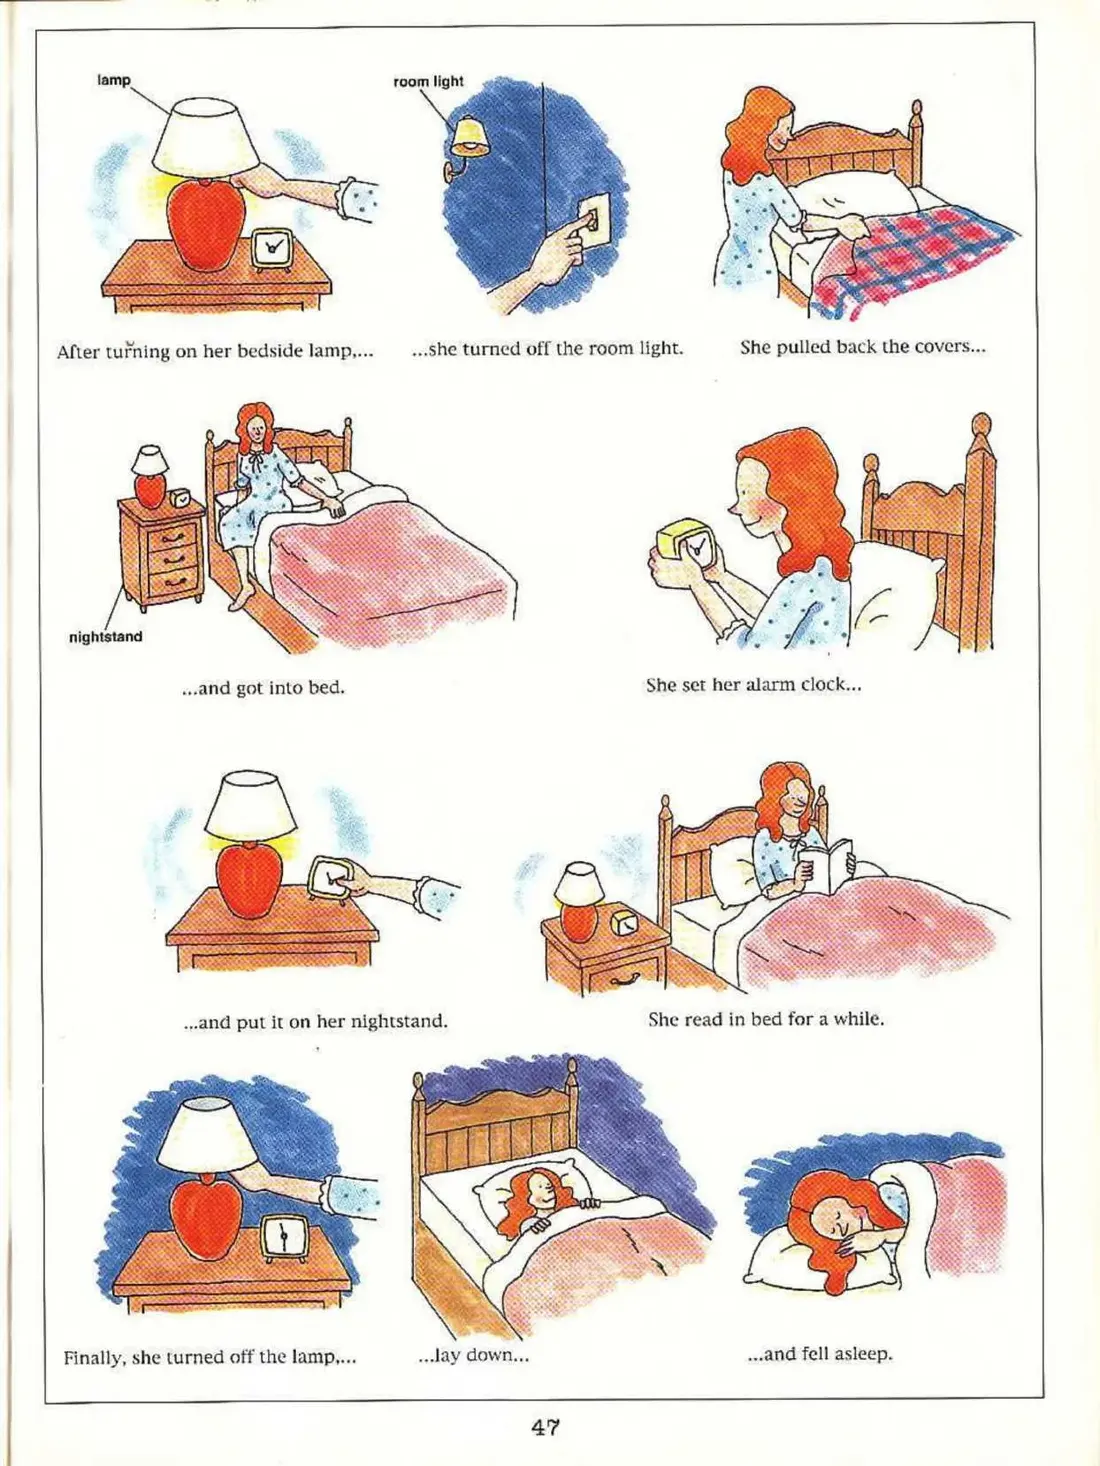 lamp
room light
After turning on her bedside lamp,...
...she turned off the room light.
She pulled back the covers...
nightstand
...and got into bed.
She set her alarm clock...
...and put it on her nightstand.
She read in bed for a while.
Finally, she turned off the lamp,...
...lay down...
...and fell asleep.
47